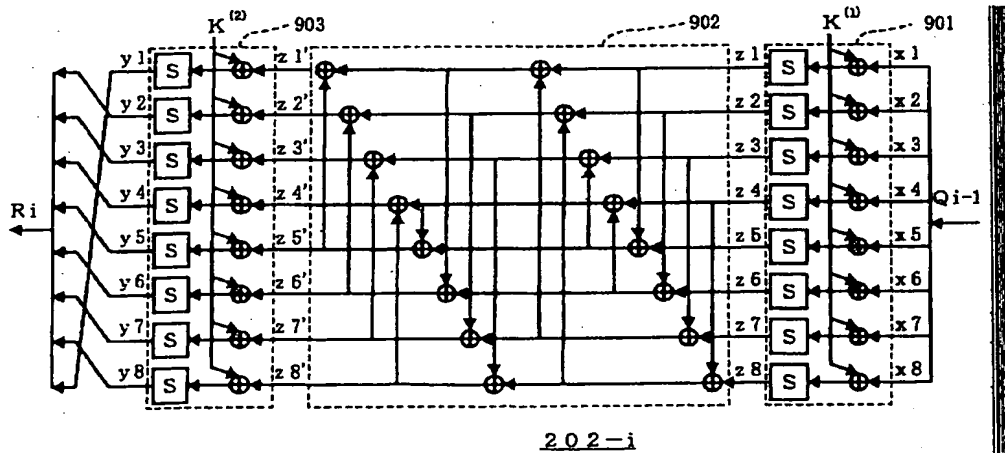 K(2) 903 902 K(1) 901
y1 S z1' z1 S x1
y2 S z2' z2 S x2
y3 S z3' z3 S x3
y4 S z4' z4 S x4
Ri Qi-1
y5 S z5' z5 S x5
y6 S z6' z6 S x6
y7 S z7' z7 S x7
y8 S z8' z8 S x8
202-i